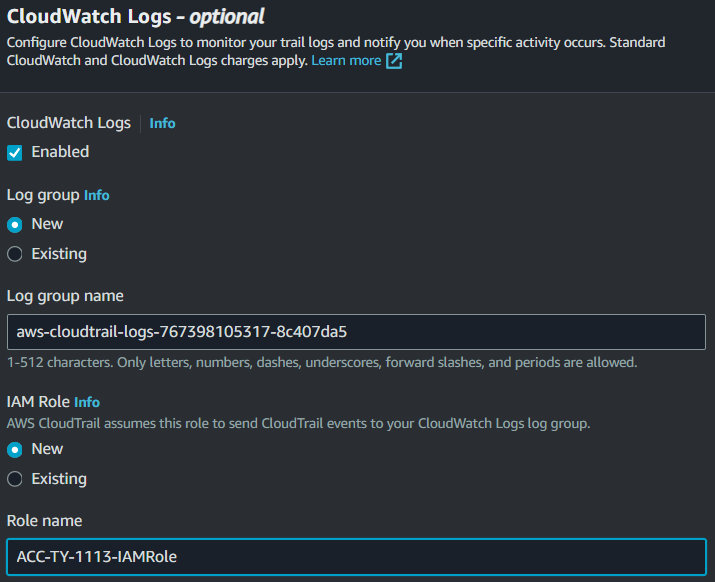 CloudWatch Logs - optional
Configure CloudWatch Logs to monitor your trail logs and notify you when specific activity occurs. Standard
CloudWatch and CloudWatch Logs charges apply. Learn more
CloudWatch Logs Info
Enabled
Log group Info
New
Existing
Log group name
aws-cloudtrail-logs-767398105317-8c407da5
1-512 characters. Only letters, numbers, dashes, underscores, forward slashes, and periods are allowed.
IAM Role Info
AWS CloudTrail assumes this role to send CloudTrail events to your CloudWatch Logs log group.
New
Existing
Role name
ACC-TY-1113-IAMRole